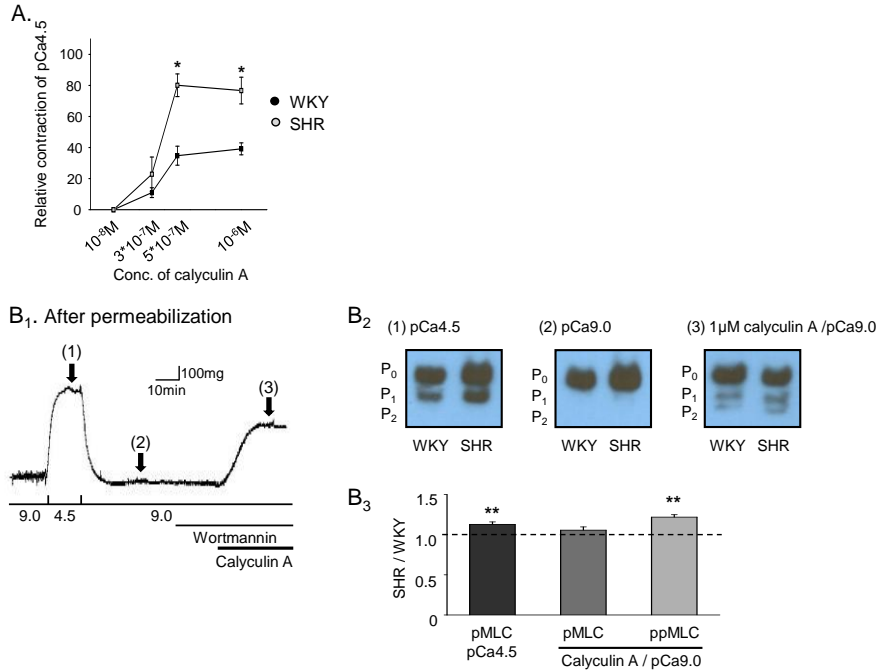 A.
Relative contraction of pCa4.5
100
80
60
40
20
0
*
*
WKY
SHR
10⁻⁸M
3*10⁻⁷M
5*10⁻⁷M
10⁻⁶M
Conc. of calyculin A
B₁. After permeabilization
(1)
100mg
10min
(2)
(3)
9.0 4.5 9.0
Wortmannin
Calyculin A
B₂
(1) pCa4.5 (2) pCa9.0 (3) 1µM calyculin A /pCa9.0
P₀ P₀ P₀
P₁ P₁ P₁
P₂ P₂ P₂
WKY SHR WKY SHR WKY SHR
B₃
SHR / WKY
1.5
1.0
0.5
0
**
**
pMLC pMLC ppMLC
pCa4.5 Calyculin A / pCa9.0